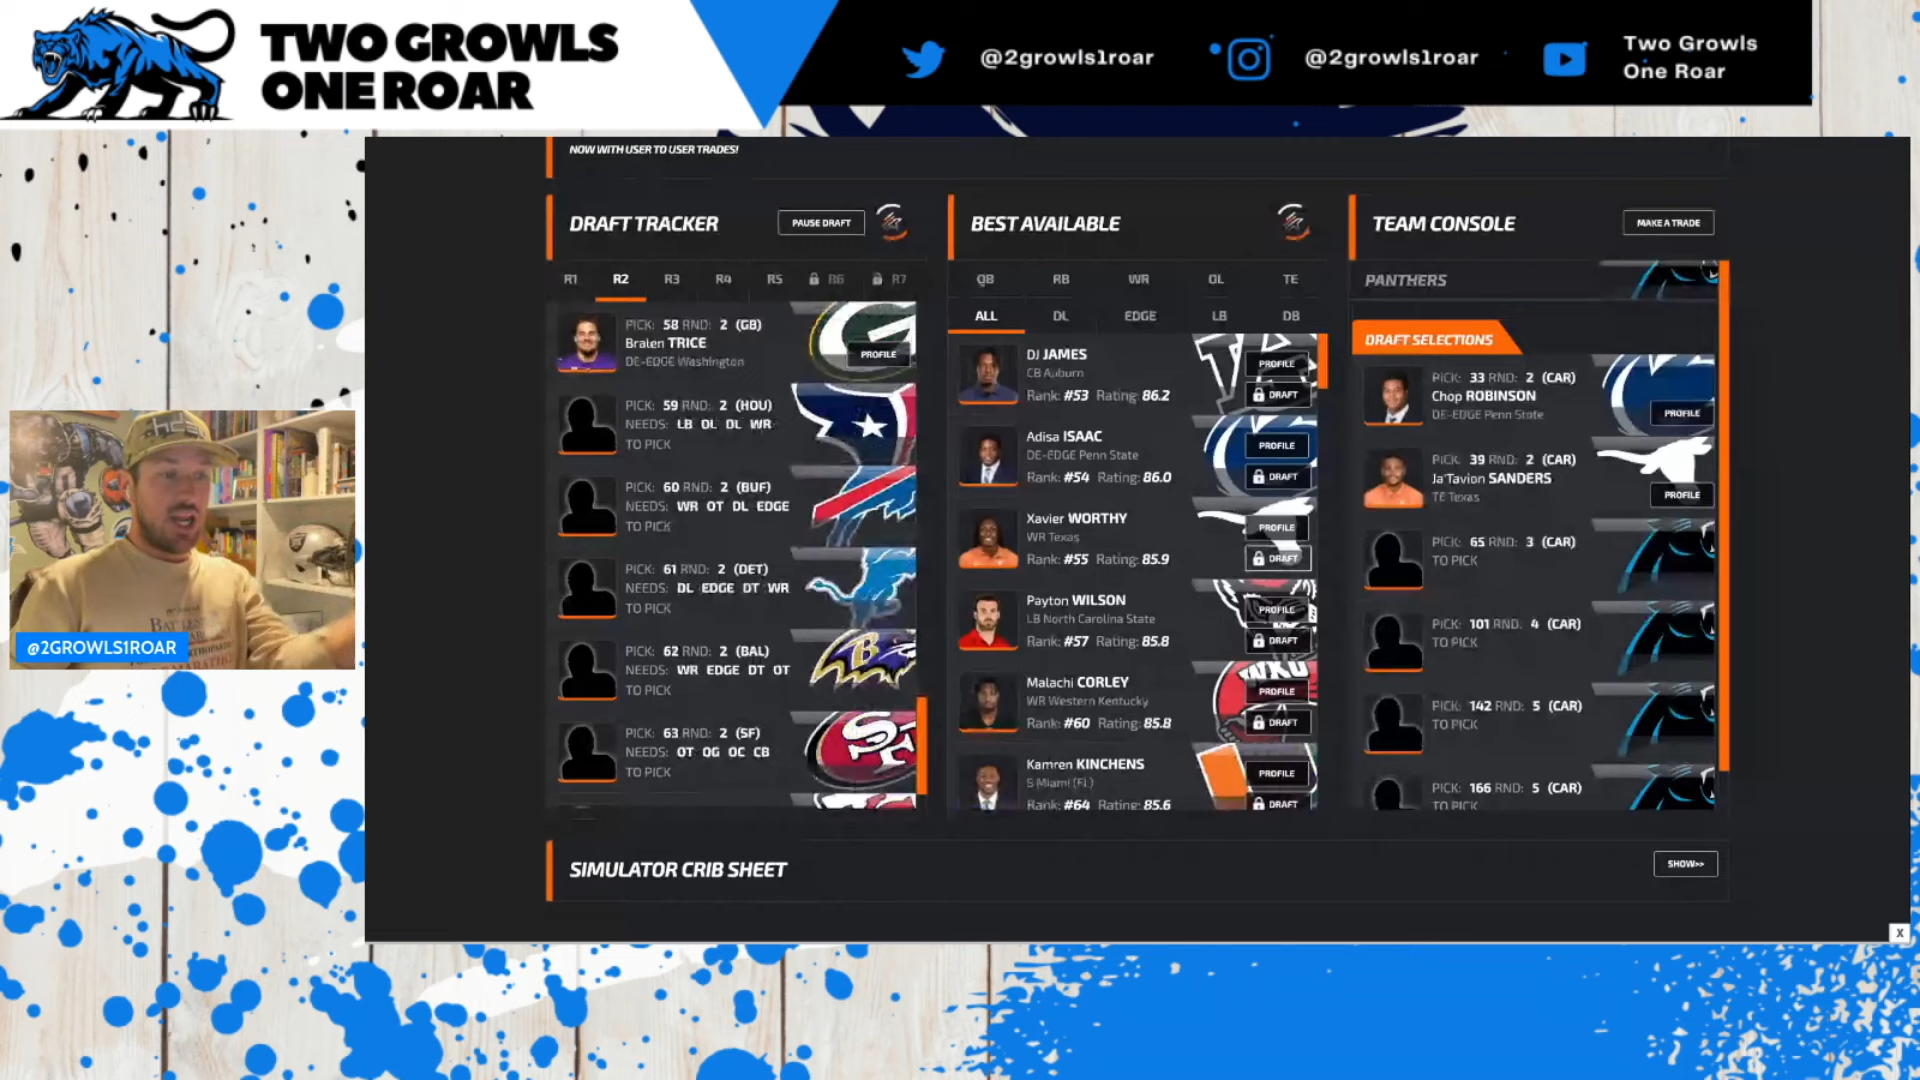 TWO GROWLS
ONE ROAR
@2growls1roar
@2growls1roar
Two Growls
One Roar
NOW WITH USER TO USER TRADES!
DRAFT TRACKER
PAUSE DRAFT
R1 R2 R3 R4 R5 R6 R7
PICK: 58 RND: 2 (GB)
Bralen TRICE
DE-EDGE Washington
PROFILE
PICK: 59 RND: 2 (HOU)
NEEDS: LB OL DL WR
TO PICK
PICK: 60 RND: 2 (BUF)
NEEDS: WR OT DL EDGE
TO PICK
PICK: 61 RND: 2 (DET)
NEEDS: DL EDGE DT WR
TO PICK
PICK: 62 RND: 2 (BAL)
NEEDS: WR EDGE DT OT
TO PICK
PICK: 63 RND: 2 (SF)
NEEDS: OT OG OC CB
TO PICK
BEST AVAILABLE
QB RB WR OL TE
ALL DL EDGE LB DB
DJ JAMES
CB Auburn
Rank: #53 Rating: 86.2
PROFILE
DRAFT
Adisa ISAAC
DE-EDGE Penn State
Rank: #54 Rating: 86.0
PROFILE
DRAFT
Xavier WORTHY
WR Texas
Rank: #55 Rating: 85.9
PROFILE
DRAFT
Payton WILSON
LB North Carolina State
Rank: #57 Rating: 85.8
PROFILE
DRAFT
Malachi CORLEY
WR Western Kentucky
Rank: #60 Rating: 85.8
WKU
PROFILE
DRAFT
Kamren KINCHENS
S Miami (FL)
Rank: #64 Rating: 85.6
PROFILE
DRAFT
TEAM CONSOLE
MAKE A TRADE
PANTHERS
DRAFT SELECTIONS
PICK: 33 RND: 2 (CAR)
Chop ROBINSON
DE-EDGE Penn State
PROFILE
PICK: 39 RND: 2 (CAR)
Ja'Tavion SANDERS
TE Texas
PROFILE
PICK: 65 RND: 3 (CAR)
TO PICK
PICK: 101 RND: 4 (CAR)
TO PICK
PICK: 142 RND: 5 (CAR)
TO PICK
PICK: 166 RND: 5 (CAR)
TO PICK
SIMULATOR CRIB SHEET
SHOW>>
X
@2GROWLS1ROAR